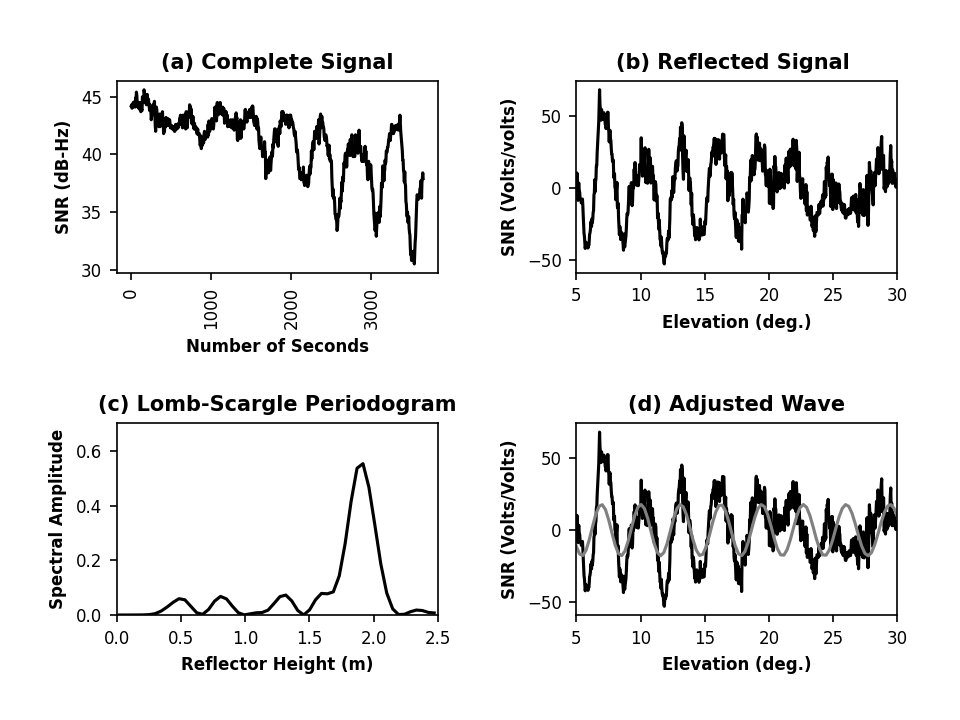 (a) Complete Signal
SNR (dB-Hz)
45
40
35
30
0
1000
2000
3000
Number of Seconds
(b) Reflected Signal
SNR (Volts/volts)
50
0
−50
5 10 15 20 25 30
Elevation (deg.)
(c) Lomb-Scargle Periodogram
Spectral Amplitude
0.6
0.4
0.2
0.0
0.0 0.5 1.0 1.5 2.0 2.5
Reflector Height (m)
(d) Adjusted Wave
SNR (Volts/Volts)
50
0
−50
5 10 15 20 25 30
Elevation (deg.)